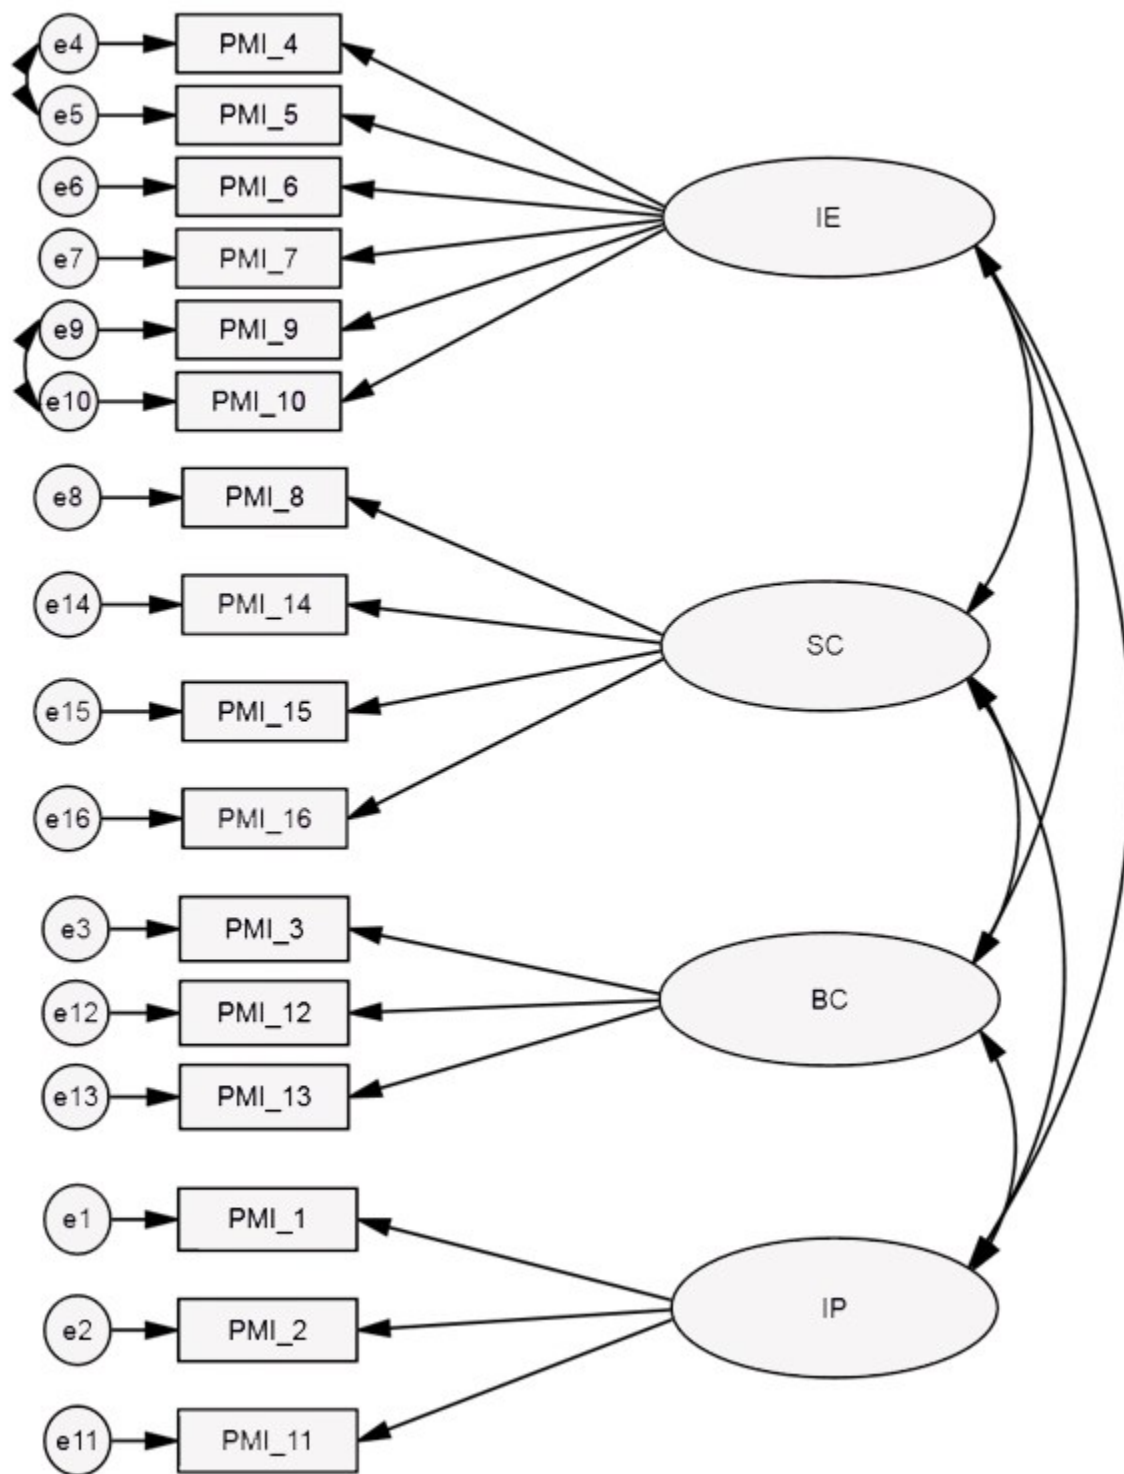 e4 PMI_4
e5 PMI_5
e6 PMI_6
e7 PMI_7
e9 PMI_9
e10 PMI_10
IE
e8 PMI_8
e14 PMI_14
e15 PMI_15
e16 PMI_16
SC
e3 PMI_3
e12 PMI_12
e13 PMI_13
BC
e1 PMI_1
e2 PMI_2
e11 PMI_11
IP